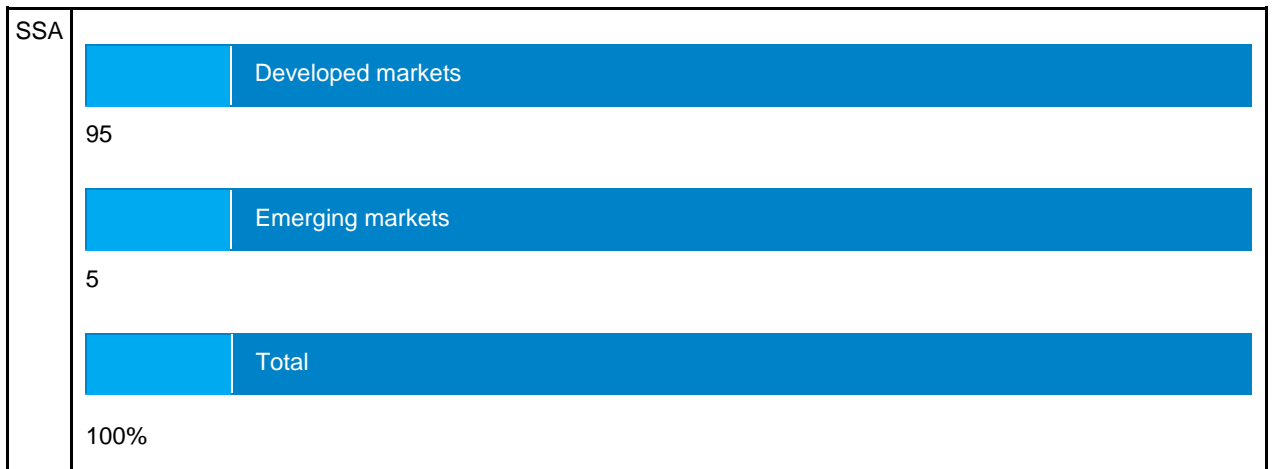 SSA
Developed markets
95
Emerging markets
5
Total
100%